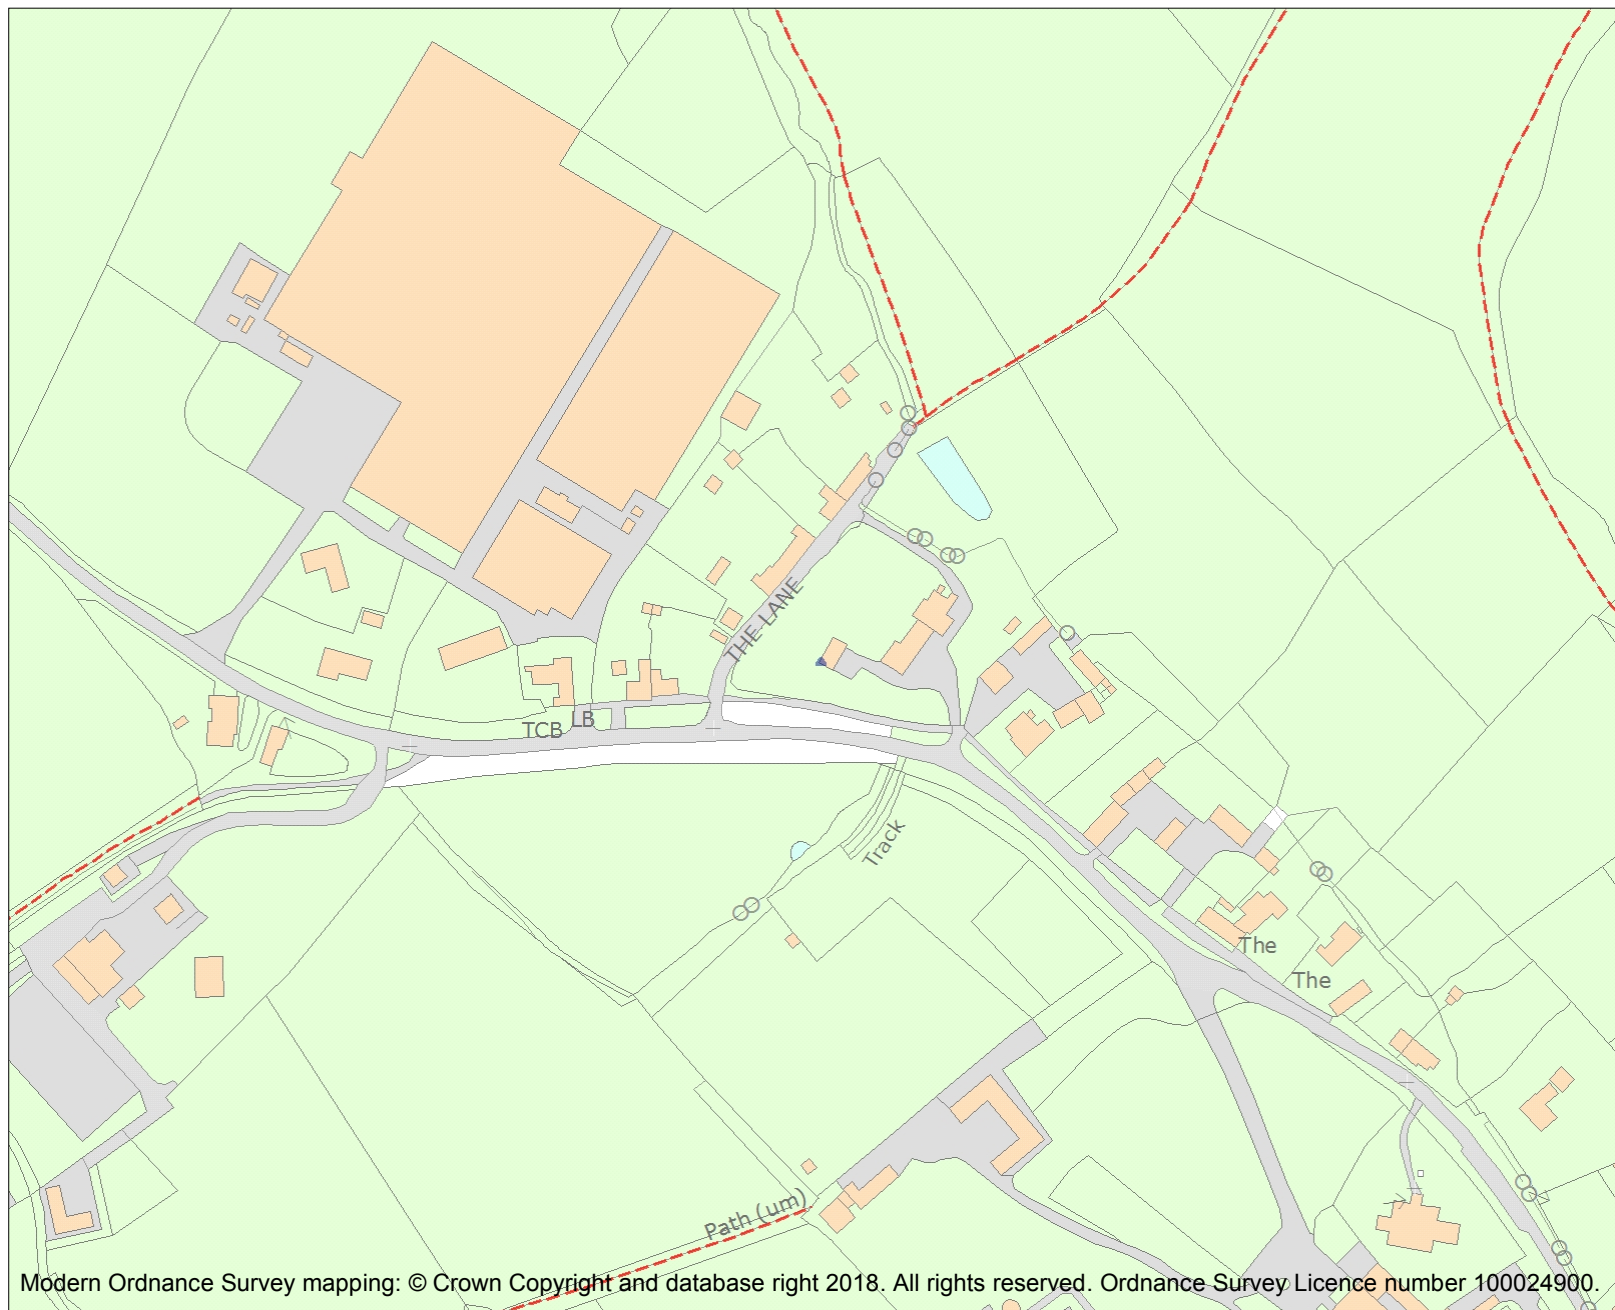 THE LANE
TCB
LB
Track
The
The
Path (um)
Modern Ordnance Survey mapping: © Crown Copyright and database right 2018. All rights reserved. Ordnance Survey Licence number 100024900.